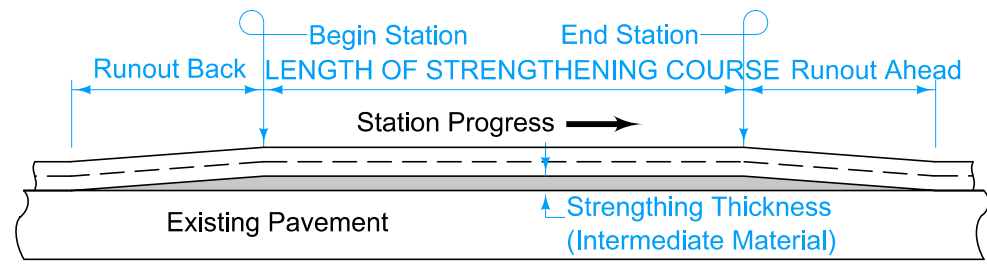 Begin Station
End Station
Runout Back
LENGTH OF STRENGTHENING COURSE
Runout Ahead
Station Progress
Existing Pavement
Strengthing Thickness
(Intermediate Material)